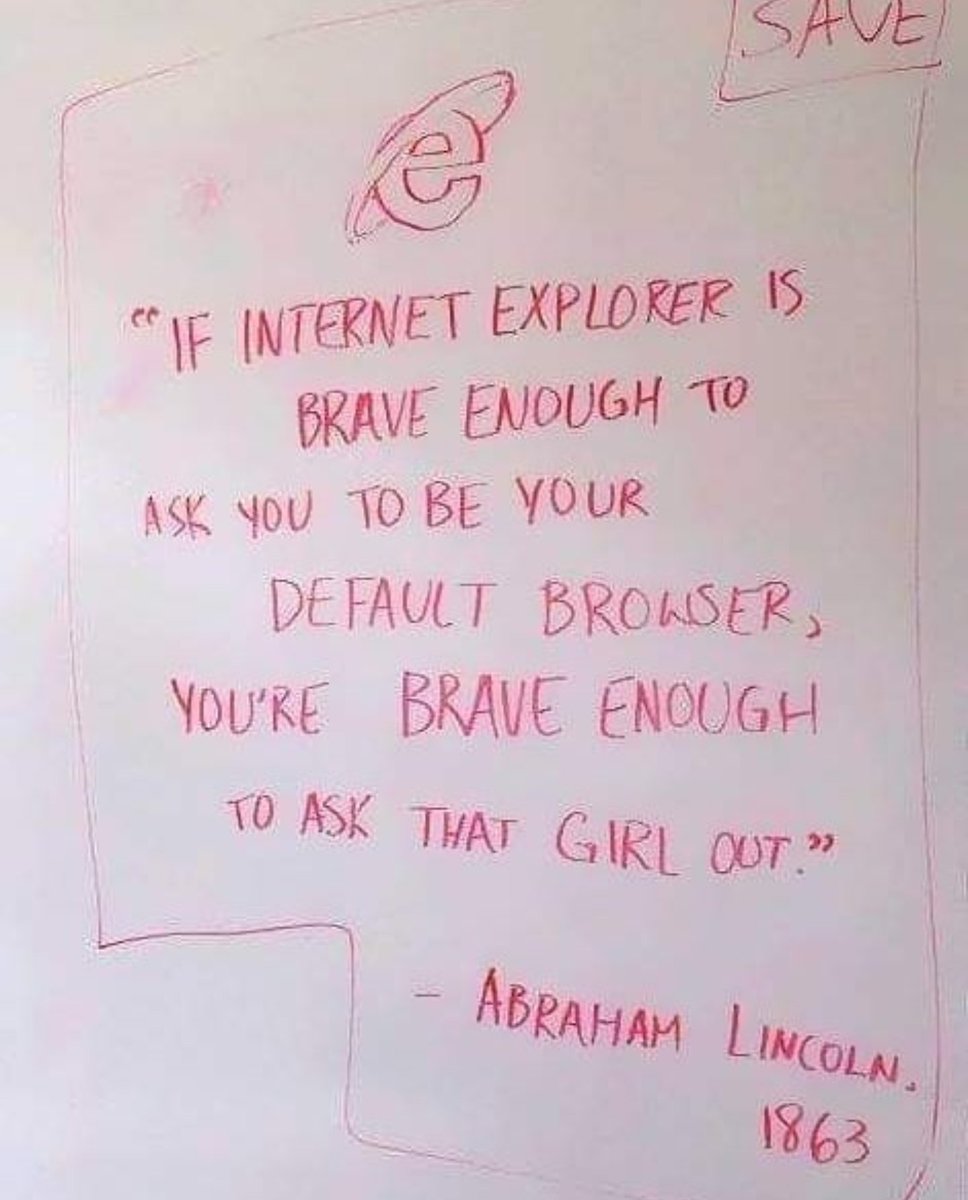 SAVE
e
“IF INTERNET EXPLORER IS
BRAVE ENOUGH TO
ASK YOU TO BE YOUR
DEFAULT BROWSER,
YOU'RE BRAVE ENOUGH
TO ASK THAT GIRL OUT.”
- ABRAHAM LINCOLN.
1863